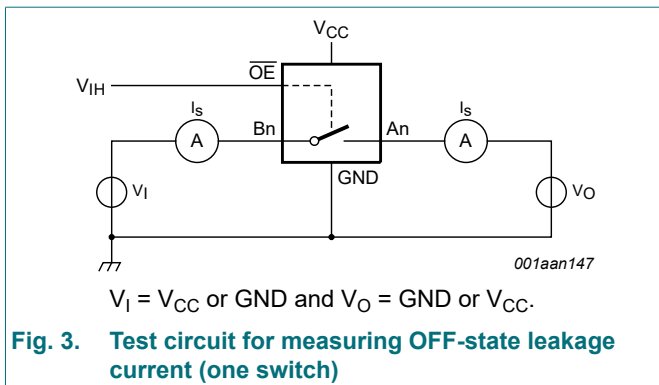 VCC
OE
VIH
IS
IS
Bn
An
A
A
GND
VI
VO
001aan147
VI = VCC or GND and VO = GND or VCC.
Fig. 3. Test circuit for measuring OFF-state leakage
current (one switch)